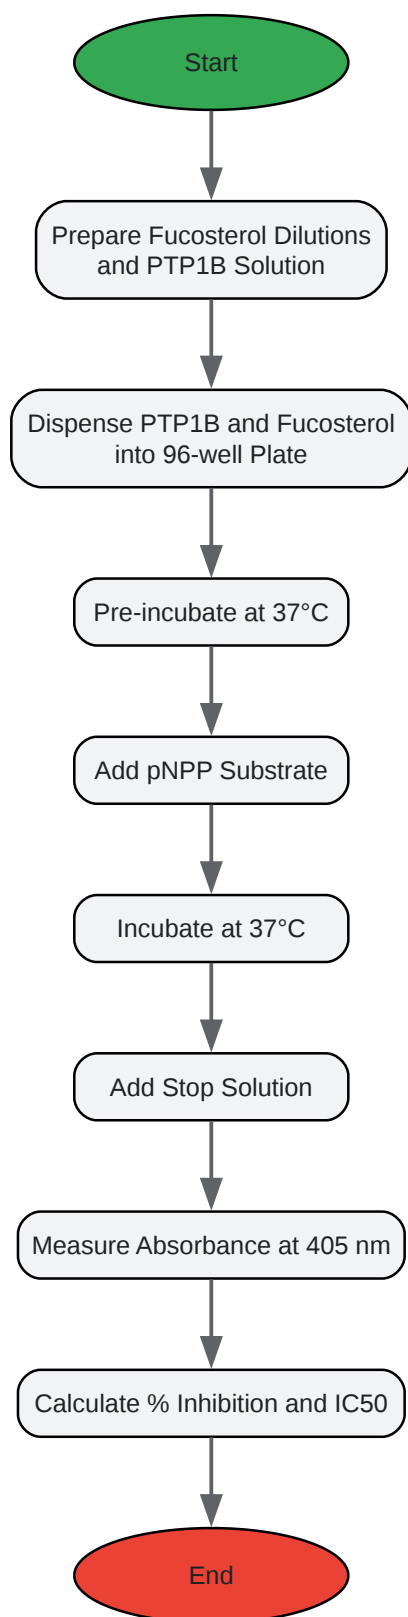 Start
Prepare Fucosterol Dilutions
and PTP1B Solution
Dispense PTP1B and Fucosterol
into 96-well Plate
Pre-incubate at 37°C
Add pNPP Substrate
Incubate at 37°C
Add Stop Solution
Measure Absorbance at 405 nm
Calculate % Inhibition and IC50
End